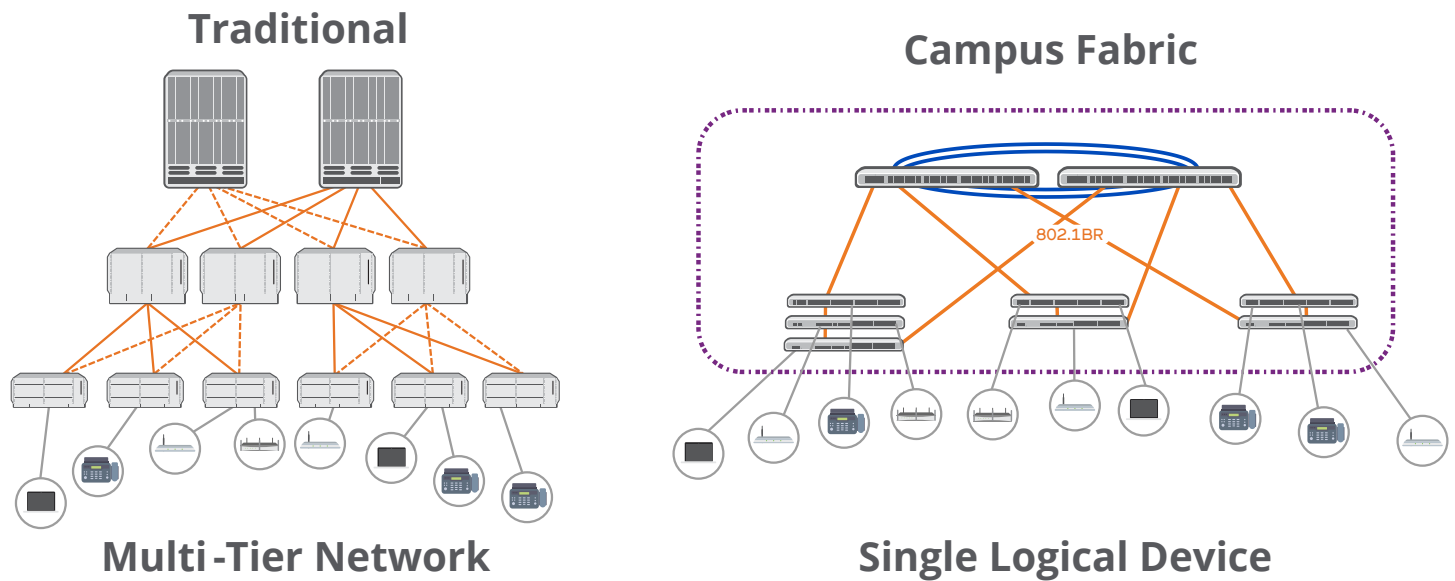 Traditional
Campus Fabric
802.1BR
Multi-Tier Network
Single Logical Device